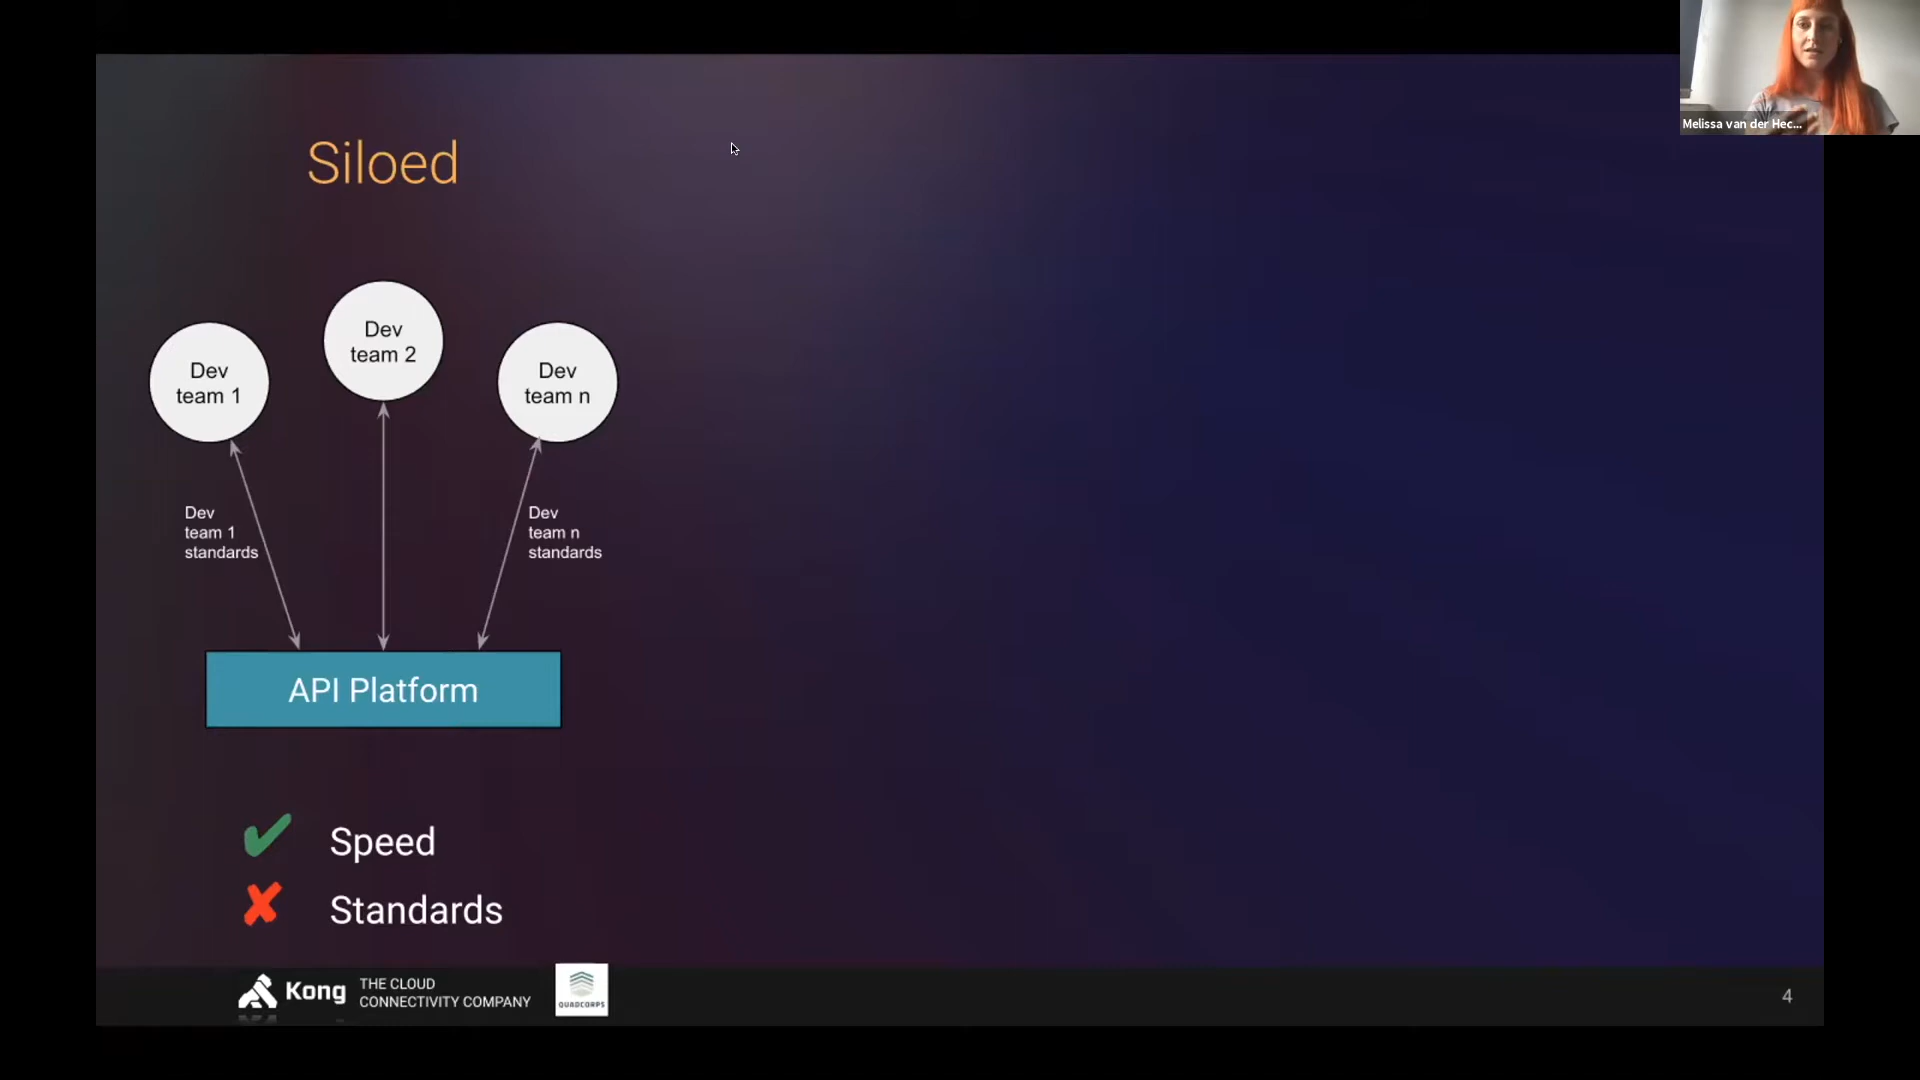 Melissa van der Hec...
Siloed
Dev
team 1
Dev
team 2
Dev
team n
Dev
team 1
standards
Dev
team n
standards
API Platform
✔ Speed
✘ Standards
Kong
THE CLOUD
CONNECTIVITY COMPANY
QUADCORPS
4